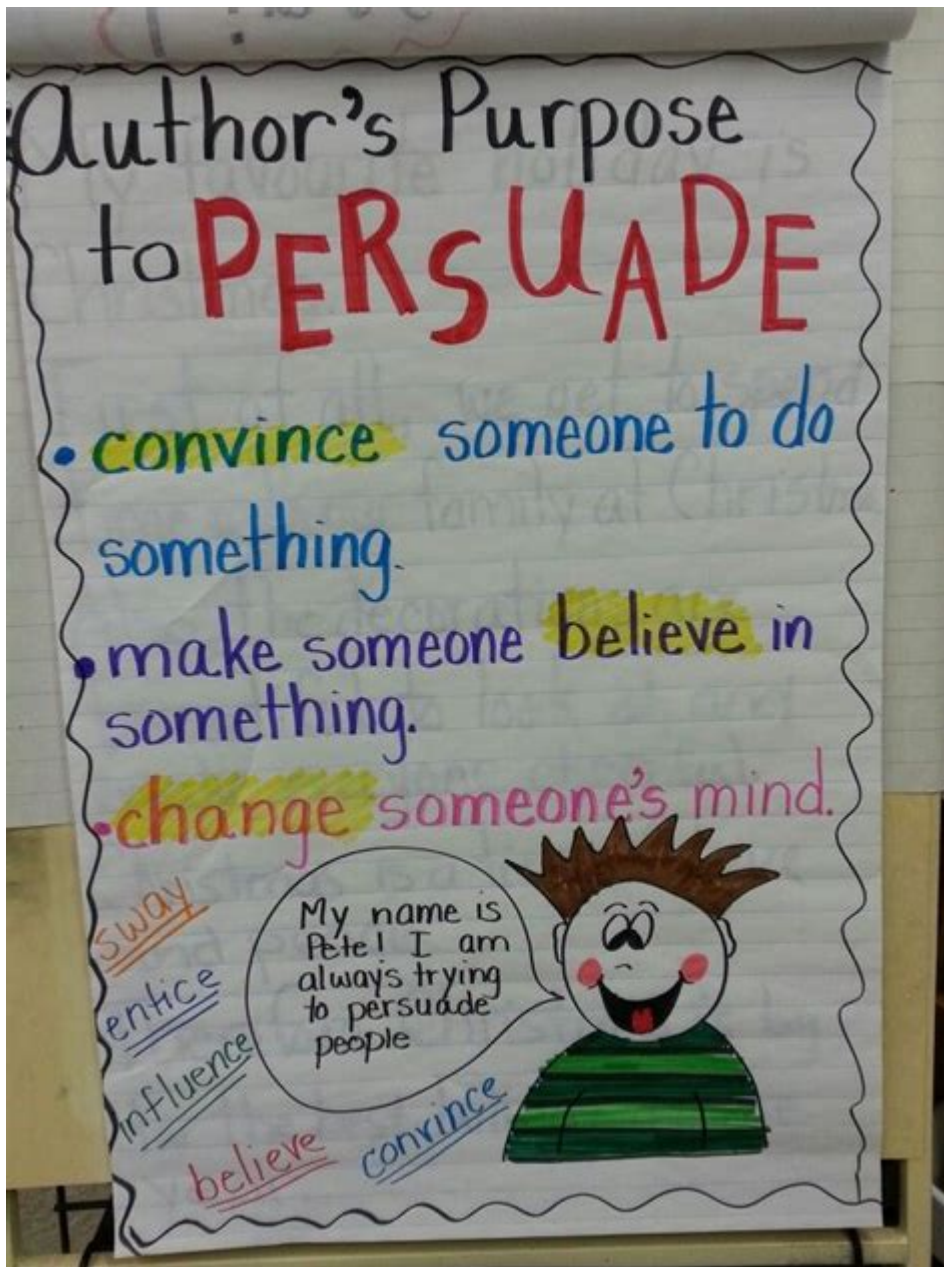 Author's Purpose
to PERSUADE
• convince someone to do
something.
• make someone believe in
something.
• change someone's mind.
sway
entice
influence
believe
convince
My name is
Pete! I am
always trying
to persuade
people